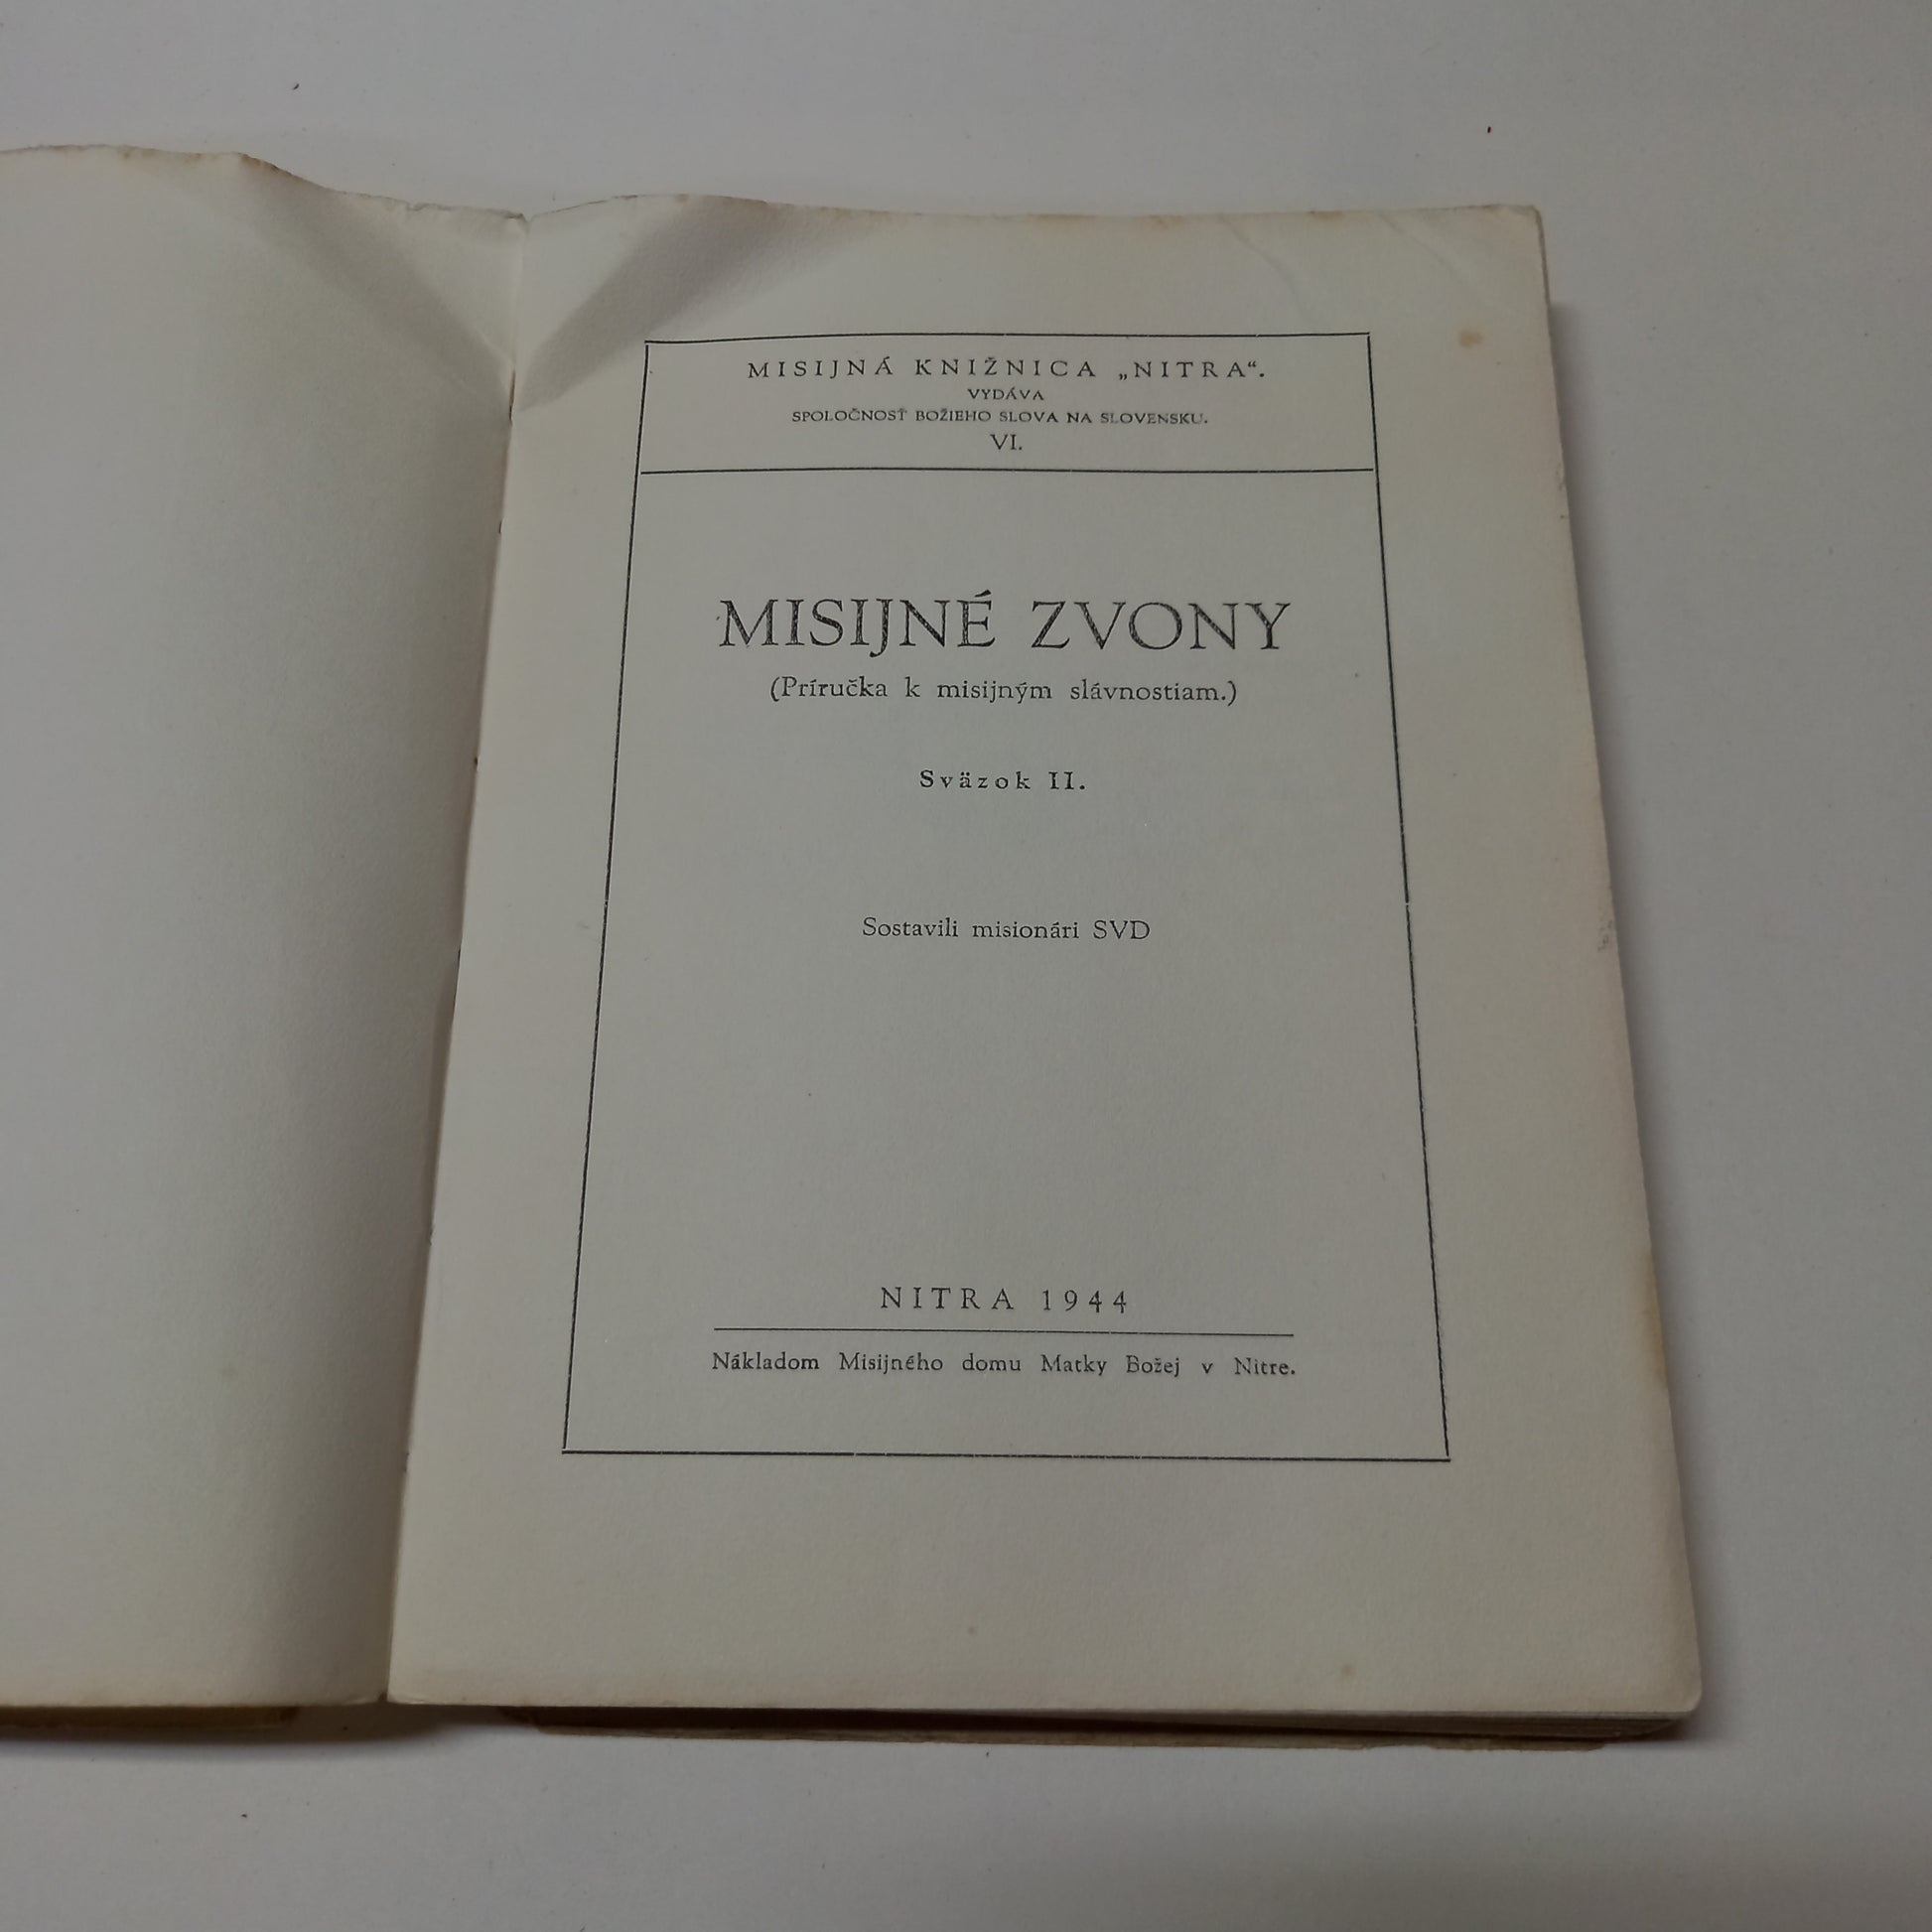 MISIJNÁ KNIŽNICA „NITRA“.
VYDÁVA
SPOLOČNOSŤ BOŽIEHO SLOVA NA SLOVENSKU.
VI.
MISIJNÉ ZVONY
(Príručka k misijným slávnostiam.)
Sväzok II.
Sostavili misionári SVD
NITRA 1944
Nákladom Misijného domu Matky Božej v Nitre.